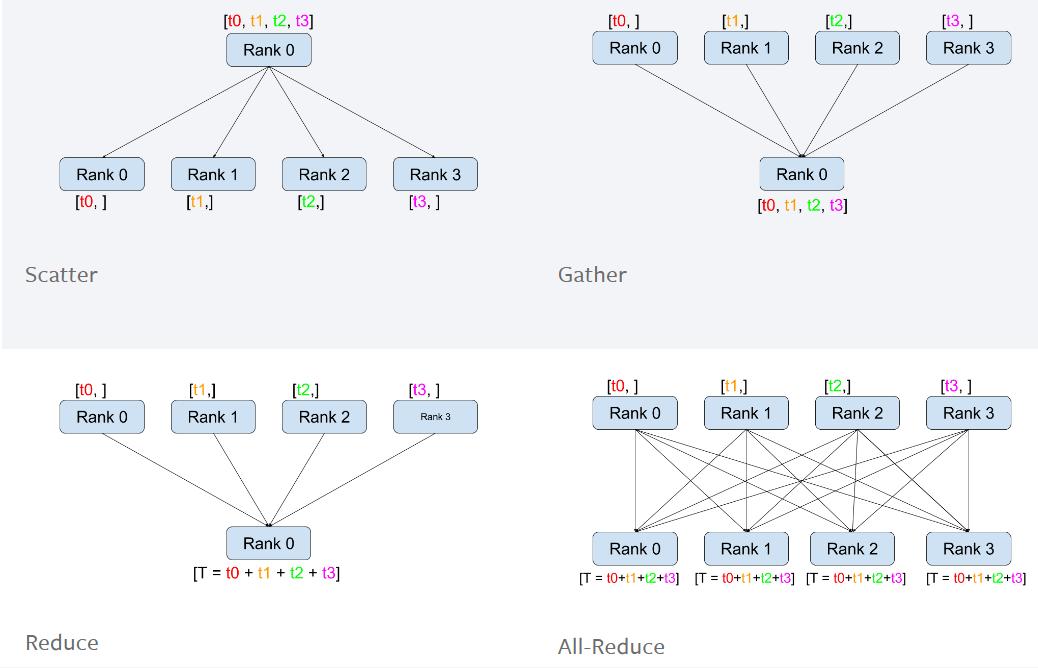 [t0, t1, t2, t3]
Rank 0
Rank 0 Rank 1 Rank 2 Rank 3
[t0, ] [t1,] [t2,] [t3, ]
Scatter
[t0, ] [t1,] [t2,] [t3, ]
Rank 0 Rank 1 Rank 2 Rank 3
Rank 0
[t0, t1, t2, t3]
Gather
[t0, ] [t1,] [t2,] [t3, ]
Rank 0 Rank 1 Rank 2 Rank 3
Rank 0
[T = t0 + t1 + t2 + t3]
Reduce
[t0, ] [t1,] [t2,] [t3, ]
Rank 0 Rank 1 Rank 2 Rank 3
Rank 0 Rank 1 Rank 2 Rank 3
[T = t0+t1+t2+t3] [T = t0+t1+t2+t3] [T = t0+t1+t2+t3] [T = t0+t1+t2+t3]
All-Reduce